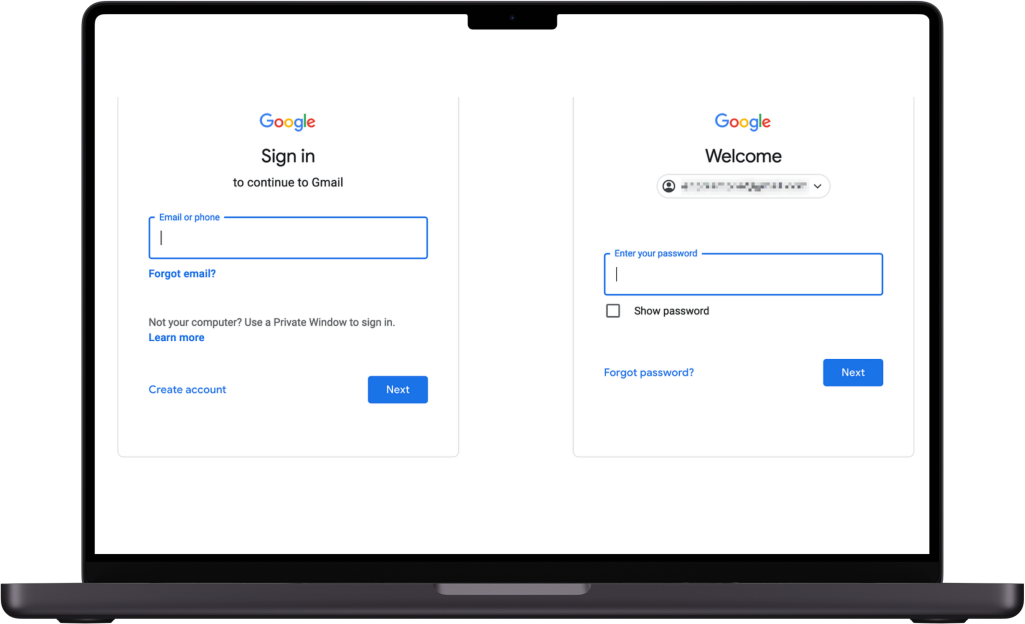 Google
Sign in
to continue to Gmail
Email or phone
Forgot email?
Not your computer? Use a Private Window to sign in.
Learn more
Create account
Next
Google
Welcome
Enter your password
Show password
Forgot password?
Next